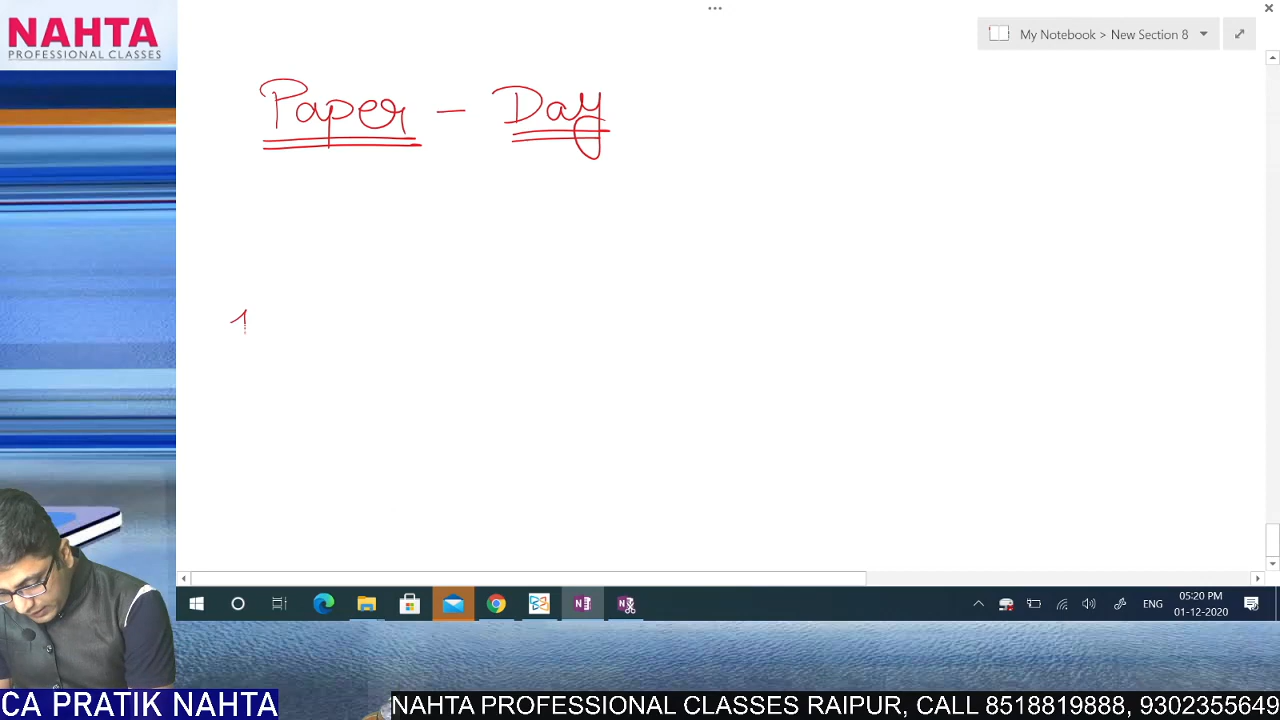 NAHTA
PROFESSIONAL CLASSES
My Notebook > New Section 8
Paper - Day
1
ENG
05:20 PM
01-12-2020
CA PRATIK NAHTA
NAHTA PROFESSIONAL CLASSES RAIPUR, CALL 8518819888, 9302355649